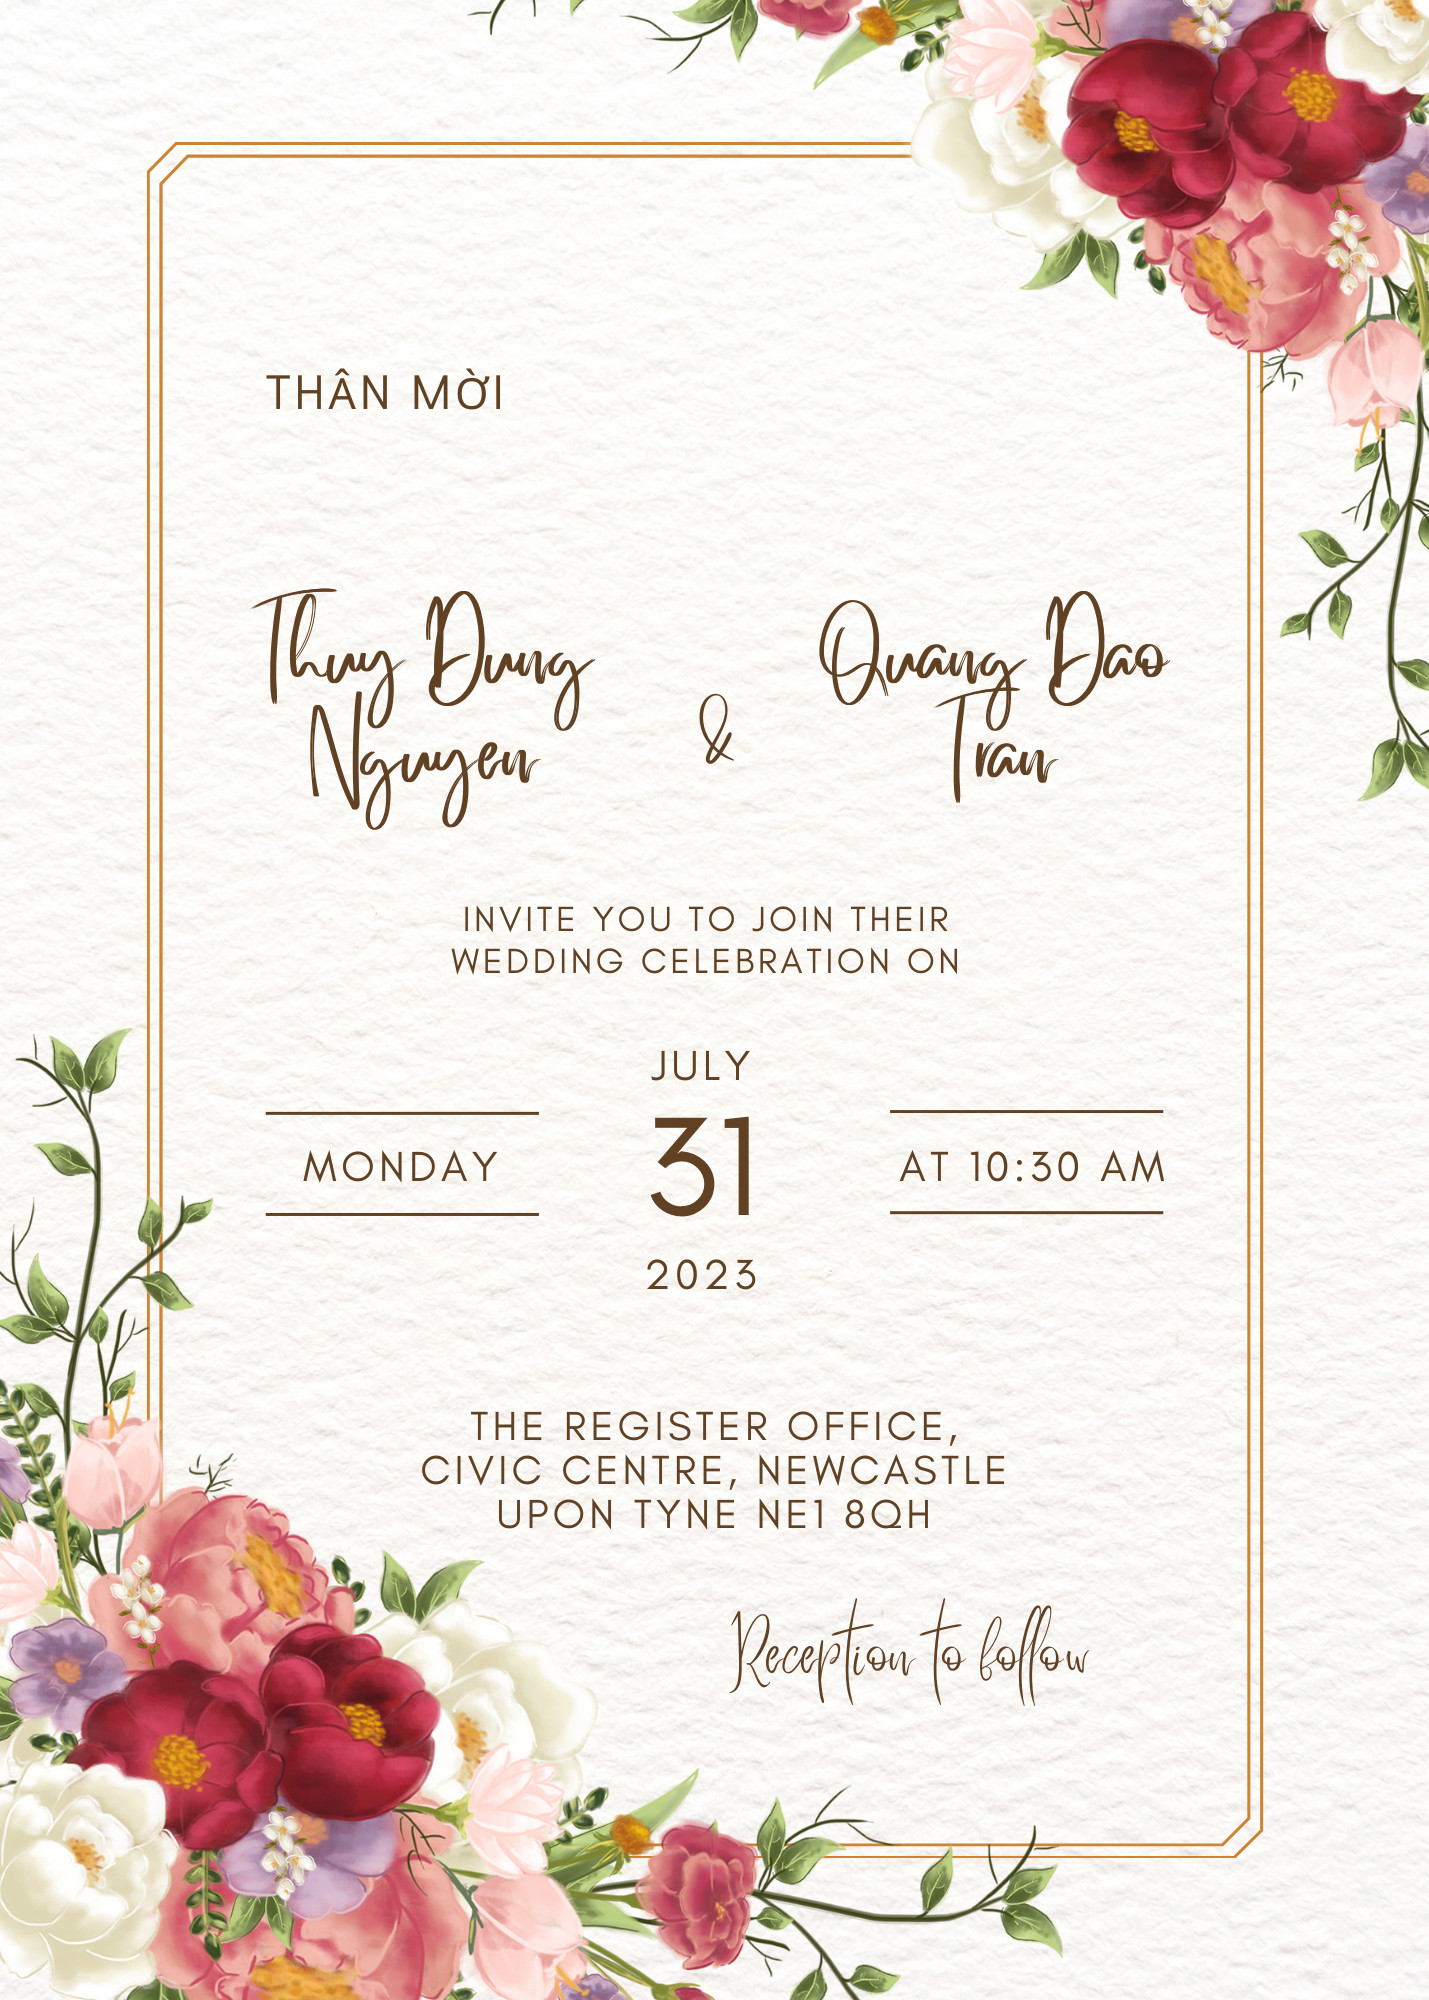 THÂN MỜI
Thuy Dung
Nguyen
&
Quang Dao
Tran
INVITE YOU TO JOIN THEIR
WEDDING CELEBRATION ON
JULY
MONDAY
31
AT 10:30 AM
2023
THE REGISTER OFFICE,
CIVIC CENTRE, NEWCASTLE
UPON TYNE NE1 8QH
Reception to follow